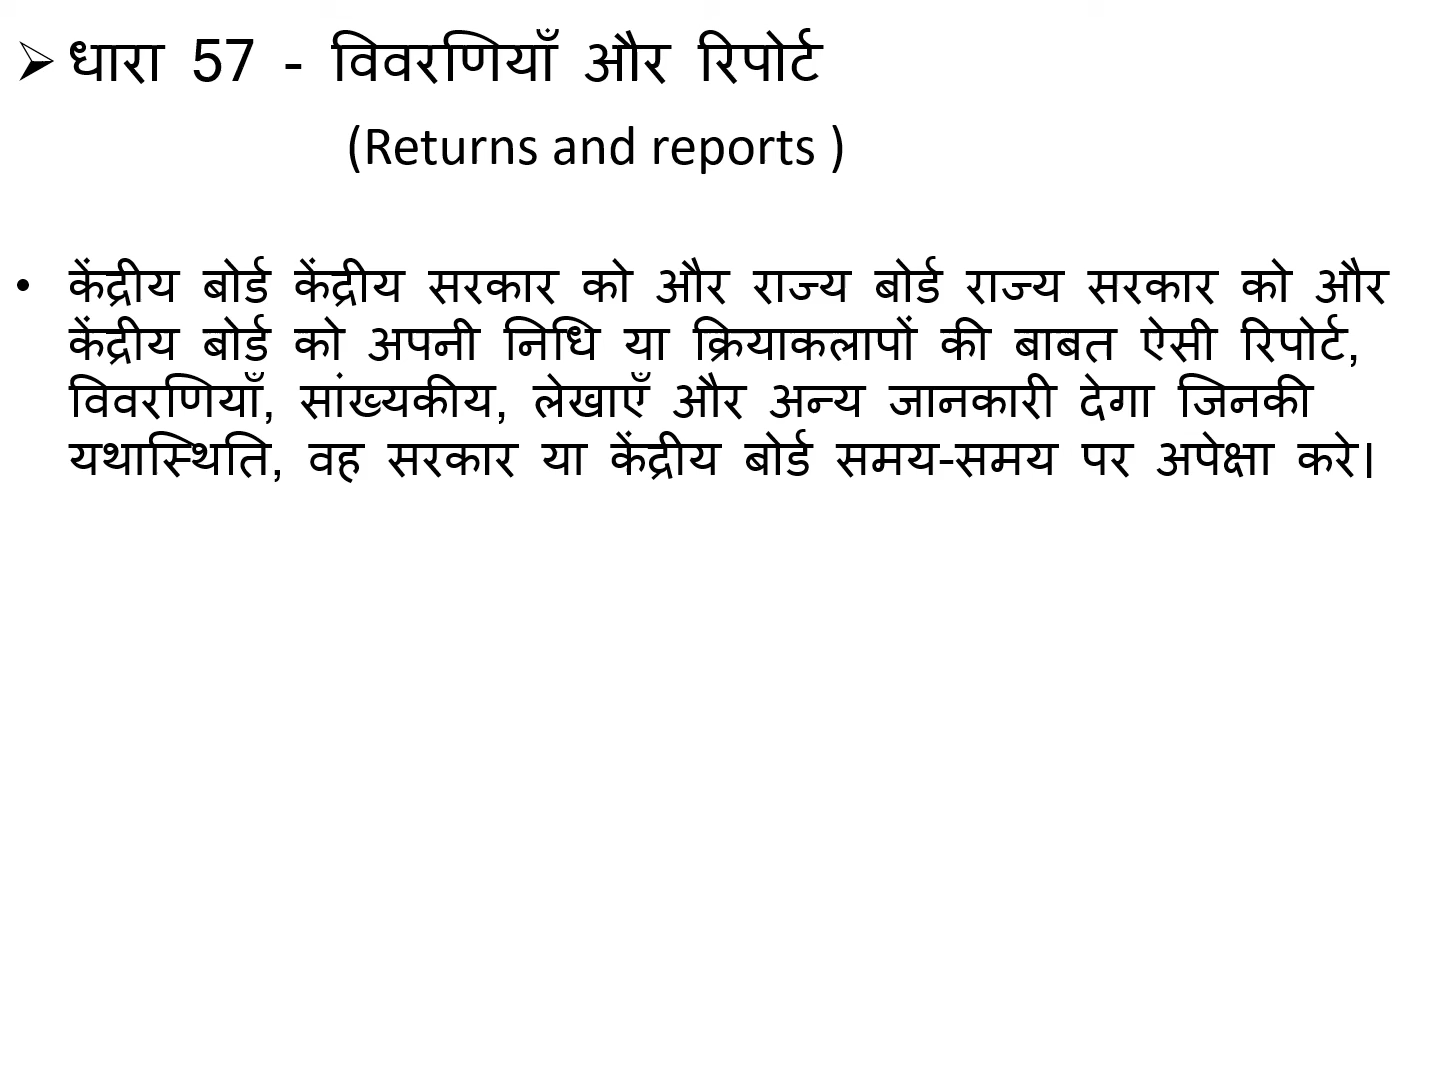 ➢ धारा 57 - विवरणियाँ और रिपोर्ट
(Returns and reports )
• केंद्रीय बोर्ड केंद्रीय सरकार को और राज्य बोर्ड राज्य सरकार को और
केंद्रीय बोर्ड को अपनी निधि या क्रियाकलापों की बाबत ऐसी रिपोर्ट,
विवरणियाँ, सांख्यकीय, लेखाएँ और अन्य जानकारी देगा जिनकी
यथास्थिति, वह सरकार या केंद्रीय बोर्ड समय-समय पर अपेक्षा करे।